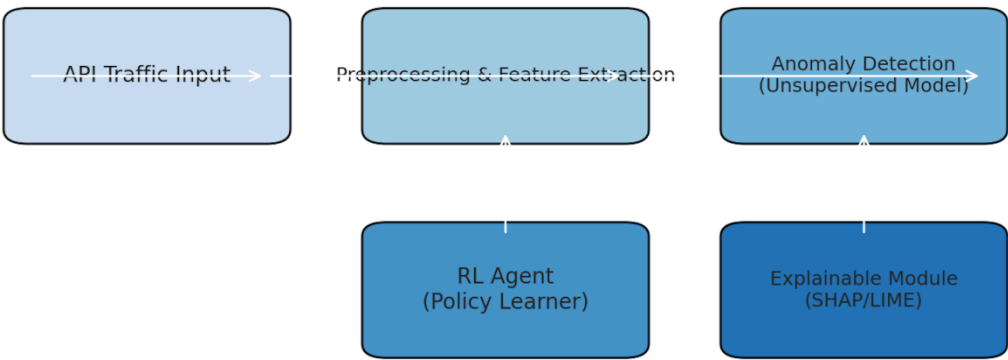 API Traffic Input
Preprocessing & Feature Extraction
Anomaly Detection
(Unsupervised Model)
RL Agent
(Policy Learner)
Explainable Module
(SHAP/LIME)